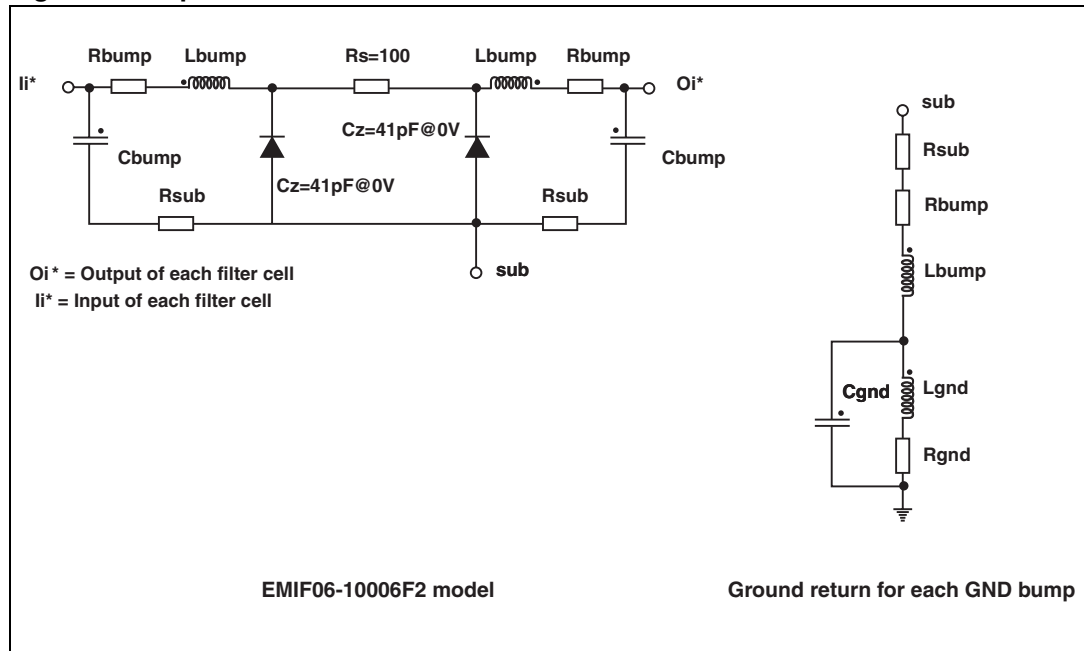 Rbump Lbump Rs=100 Lbump Rbump
Ii* Oi*
Cz=41pF@0V
Cbump Cbump
Cz=41pF@0V
Rsub Rsub
sub
Oi* = Output of each filter cell
Ii* = Input of each filter cell
sub
Rsub
Rbump
Lbump
Cgnd Lgnd
Rgnd
EMIF06-10006F2 model
Ground return for each GND bump